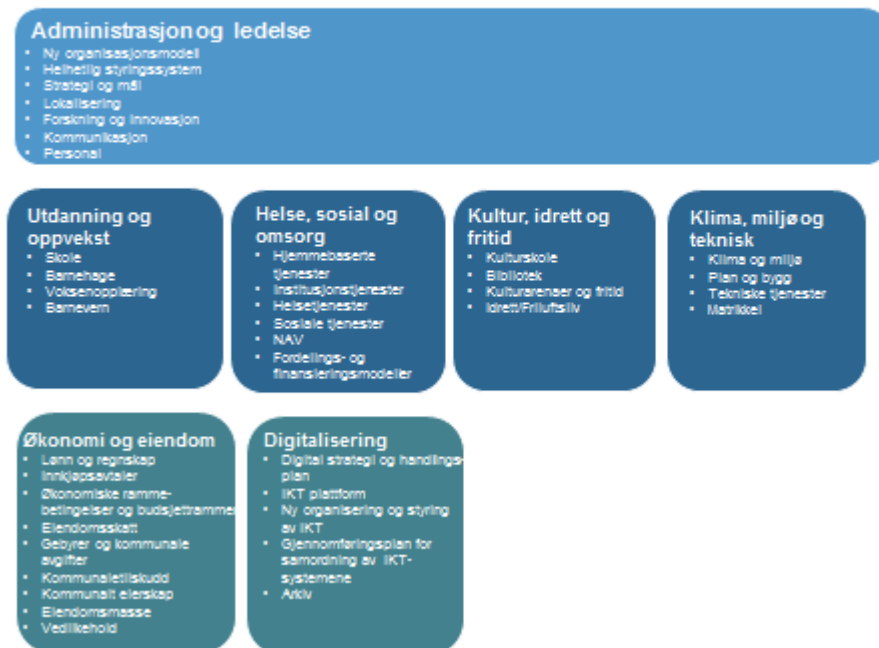 Administrasjon og ledelse
• Ny organisasjonsmodell
• Helhetlig styringssystem
• Strategi og mål
• Lokalisering
• Forskning og innovasjon
• Kommunikasjon
• Personal
Utdanning og
oppvekst
• Skole
• Barnehage
• Voksenopplæring
• Barnevern
Helse, sosial og
omsorg
• Hjemmebaserte
tjenester
• Institusjonstjenester
• Helsetjenester
• Sosiale tjenester
• NAV
• Fordelings- og
finansieringsmodeller
Kultur, idrett og
fritid
• Kulturskole
• Bibliotek
• Kulturarenaer og fritid
• Idrett/Friluftsliv
Klima, miljø og
teknisk
• Klima og miljø
• Plan og bygg
• Tekniske tjenester
• Matrikkel
Økonomi og eiendom
• Lønn og regnskap
• Innkjøpsavtaler
• Økonomiske ramme-
betingelser og budsjettrammer
• Eiendomsskatt
• Gebyrer og kommunale
avgifter
• Kommunaletilskudd
• Kommunalt eierskap
• Eiendomsmasse
• Vedlikehold
Digitalisering
• Digital strategi og handlings-
plan
• IKT plattform
• Ny organisering og styring
av IKT
• Gjennomføringsplan for
samordning av IKT-
systemene
• Arkiv